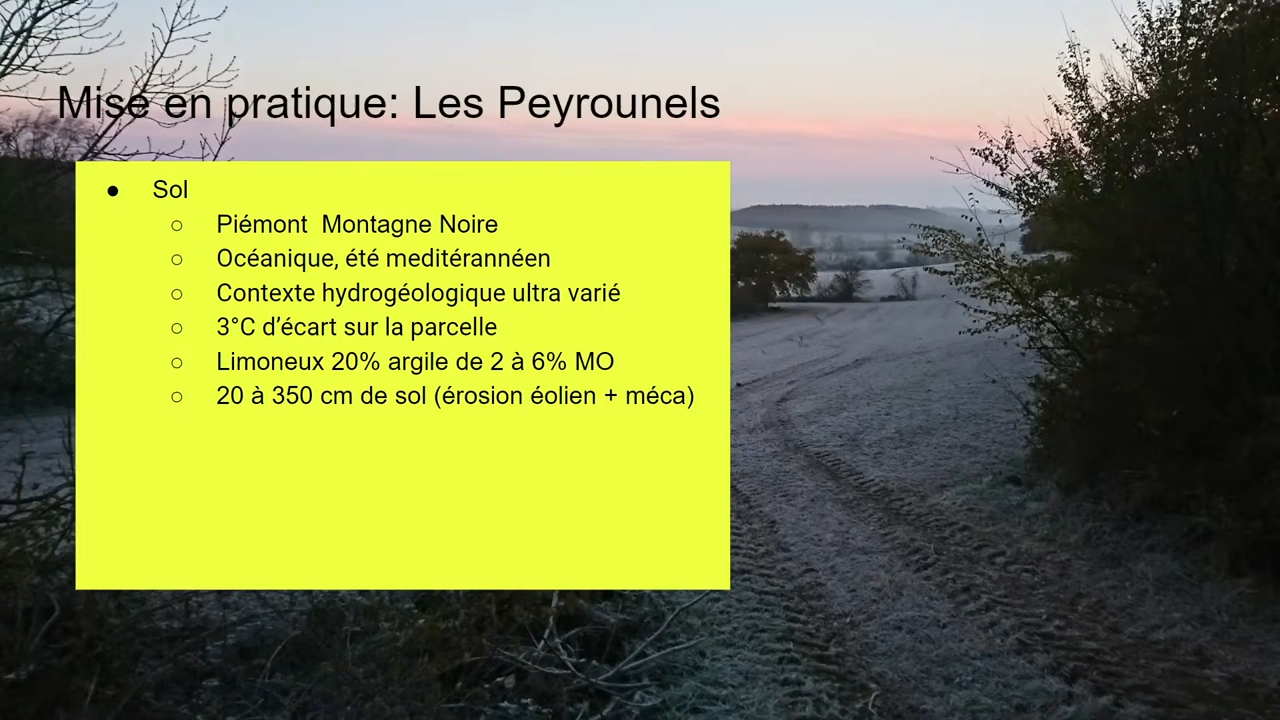 Mise en pratique: Les Peyrounels
● Sol
○ Piémont  Montagne Noire
○ Océanique, été meditérannéen
○ Contexte hydrogéologique ultra varié
○ 3°C d’écart sur la parcelle
○ Limoneux 20% argile de 2 à 6% MO
○ 20 à 350 cm de sol (érosion éolien + méca)